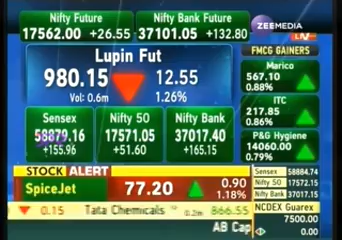 Nifty Future
17562.00 +26.55
Nifty Bank Future
37101.05 +132.80
ZEEMEDIA
Lupin Fut
980.15 12.55
Vol: 0.6m 1.26%
FMCG GAINERS
Marico
567.10
0.88%
ITC
217.85
0.86%
P&G Hygiene
14060.00
0.79%
Sensex
58879.16
+155.96
Nifty 50
17571.05
+51.60
Nifty Bank
37017.40
+165.15
STOCK ALERT
SpiceJet 77.20 0.90
1.18%
Sensex 58884.74
Nifty 50 17572.15
Nifty Bank 37017.15
NCDEX Guarex
7500.00
0.00
0.15 Tata Chemicals 0.2m 866.55
AB Cap